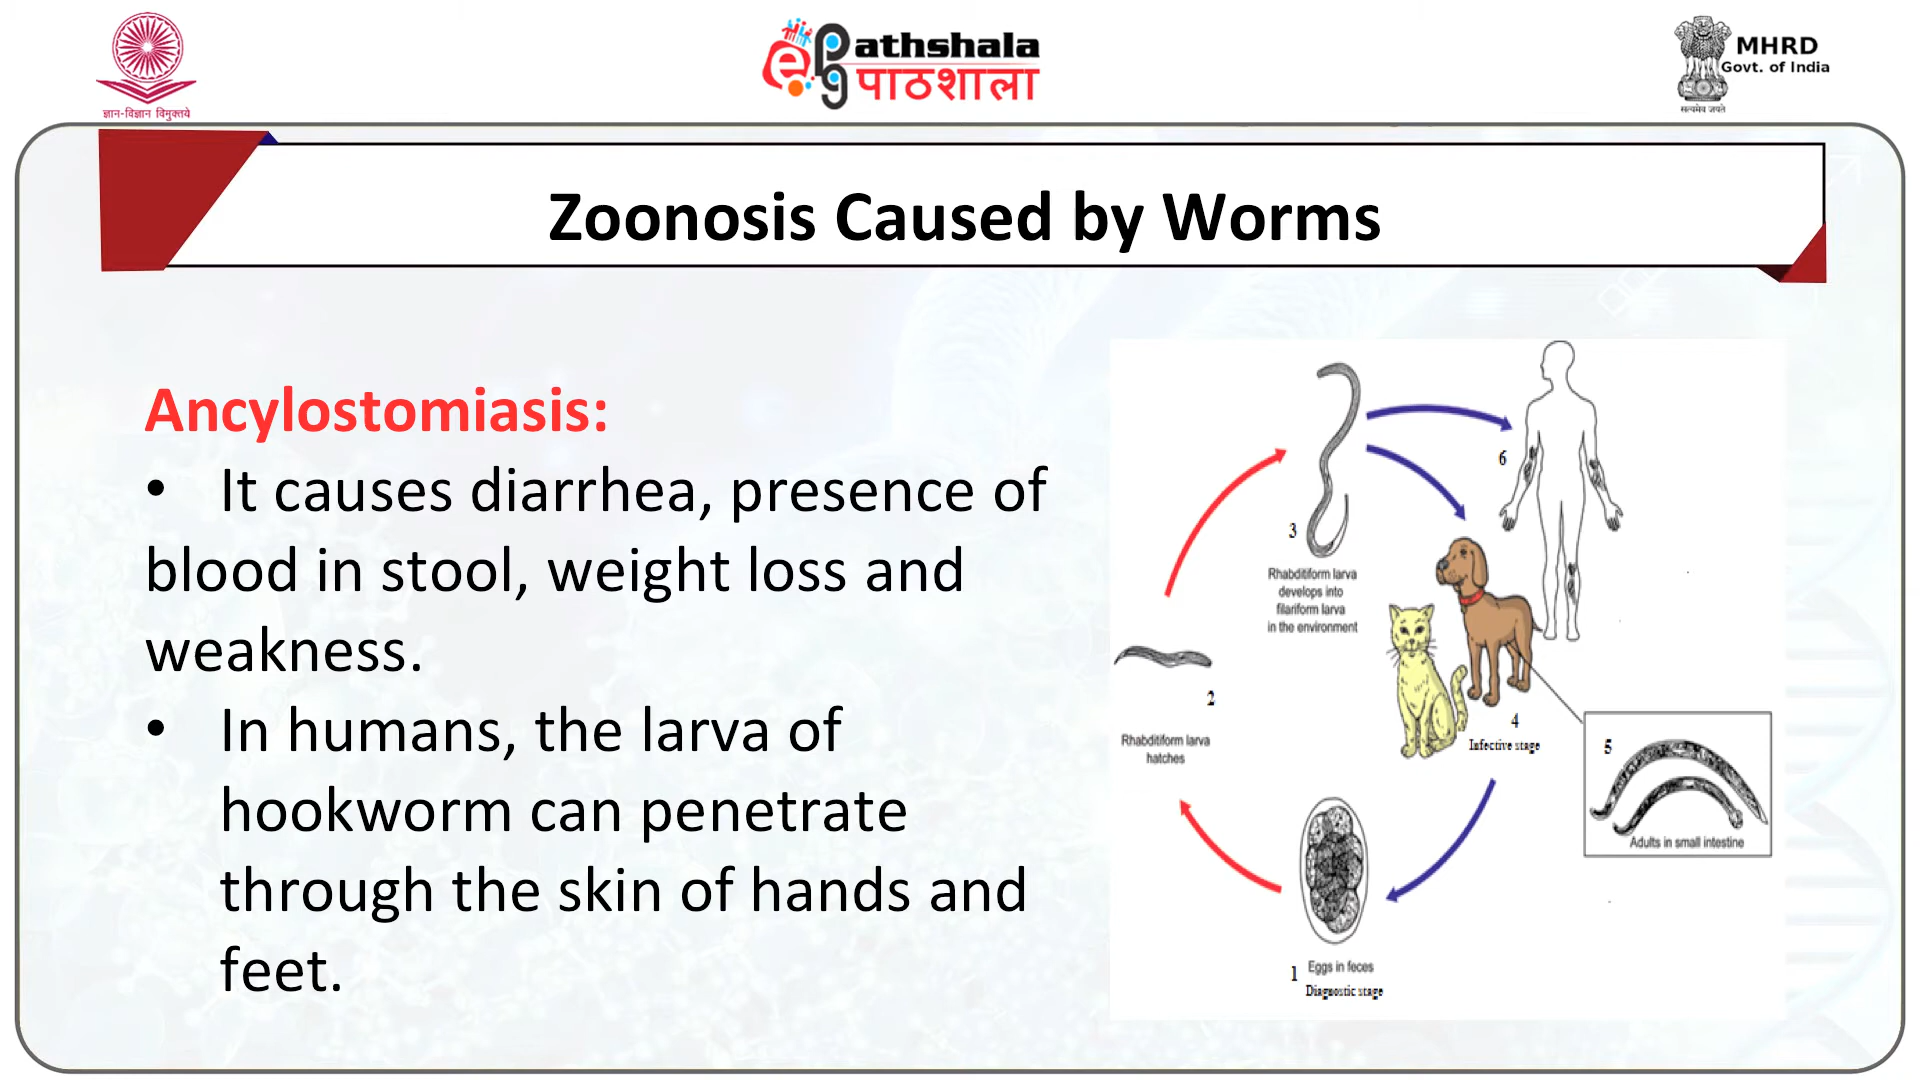 ज्ञान-विज्ञान विमुक्तये
ePG
athshala
पाठशाला
MHRD
Govt. of India
सत्यमेव जयते
Zoonosis Caused by Worms
Ancylostomiasis:
• It causes diarrhea, presence of
blood in stool, weight loss and
weakness.
• In humans, the larva of
hookworm can penetrate
through the skin of hands and
feet.
6
3
Rhabditiform larva
develops into
filariform larva
in the environment
2
Rhabditiform larva
hatches
4
Infective stage
5
Adults in small intestine
1 Eggs in feces
Diagnostic stage